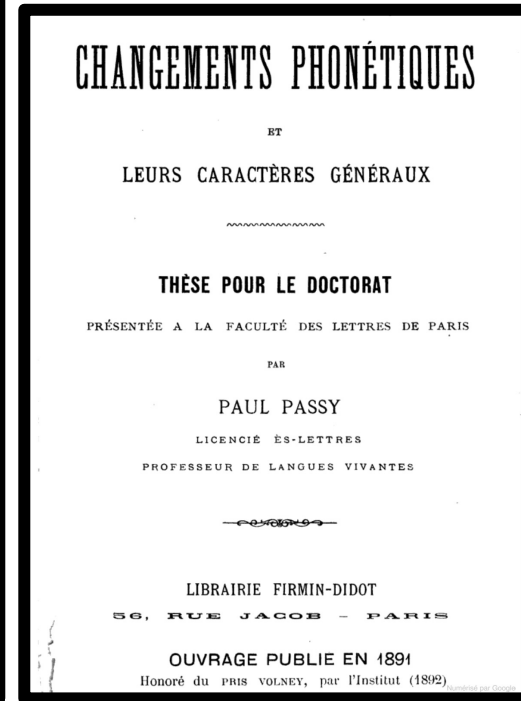 CHANGEMENTS PHONÉTIQUES
ET
LEURS CARACTÈRES GÉNÉRAUX
THÈSE POUR LE DOCTORAT
PRÉSENTÉE A LA FACULTÉ DES LETTRES DE PARIS
PAR
PAUL PASSY
LICENCIÉ ÈS-LETTRES
PROFESSEUR DE LANGUES VIVANTES
LIBRAIRIE FIRMIN-DIDOT
56, RUE JACOB – PARIS
OUVRAGE PUBLIE EN 1891
Honoré du PRIS VOLNEY, par l'Institut (1892)
Numérisé par Google